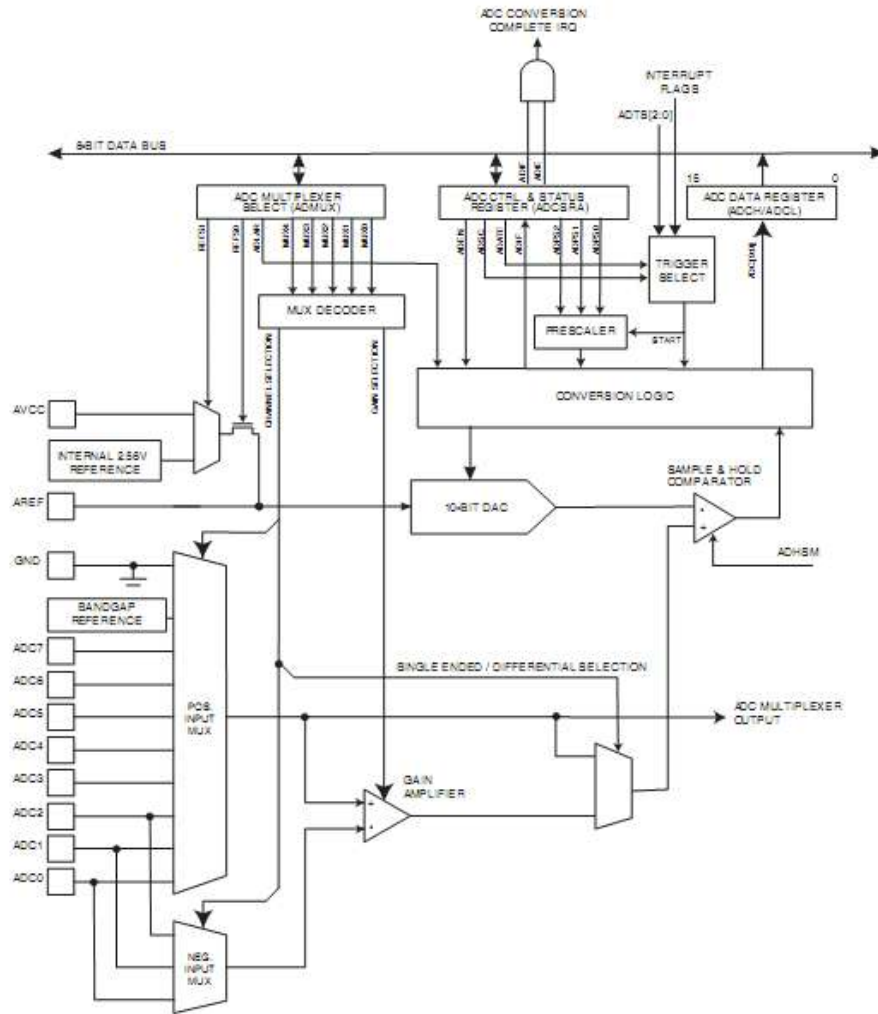 ADC CONVERSION
COMPLETE IRQ
INTERRUPT
FLAGS
ADTS[2:0]
8-BIT DATA BUS
ADIF
ADIE
15
0
ADC MULTIPLEXER
SELECT (ADMUX)
ADC CTRL. & STATUS
REGISTER (ADCSRA)
ADC DATA REGISTER
(ADCH/ADCL)
REFS1
REFS0
ADLAR
MUX4
MUX3
MUX2
MUX1
MUX0
ADEN
ADSC
ADATE
ADIF
ADPS2
ADPS1
ADPS0
ADC[9:0]
TRIGGER
SELECT
MUX DECODER
PRESCALER
START
CHANNEL SELECTION
GAIN SELECTION
CONVERSION LOGIC
AVCC
INTERNAL 2.56V
REFERENCE
SAMPLE & HOLD
COMPARATOR
AREF
10-BIT DAC
-
+
GND
ADHSM
BANDGAP
REFERENCE
ADC7
SINGLE ENDED / DIFFERENTIAL SELECTION
ADC6
ADC5
POS.
INPUT
MUX
ADC MULTIPLEXER
OUTPUT
ADC4
ADC3
GAIN
AMPLIFIER
ADC2
+
-
ADC1
ADC0
NEG.
INPUT
MUX